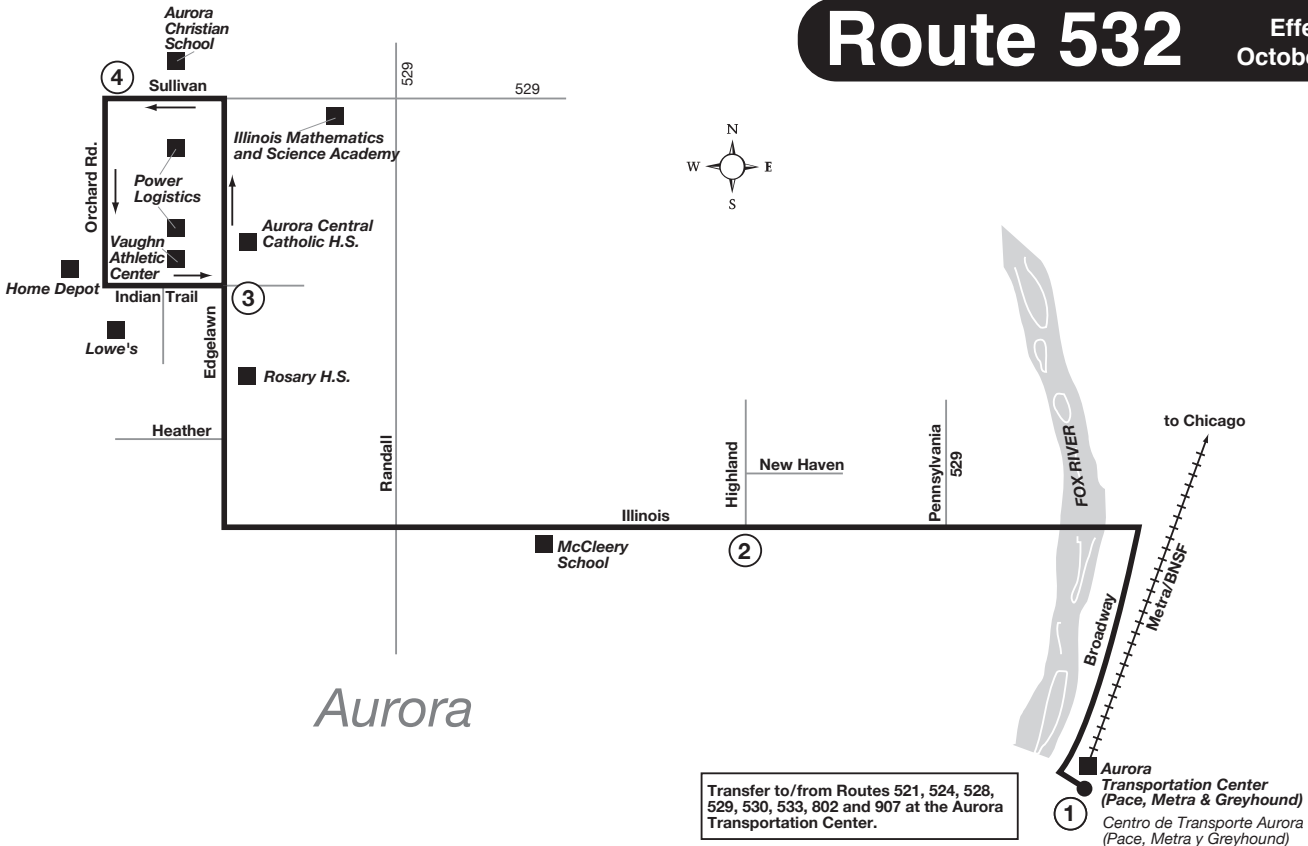 Route 532
Effe
Octobe
Aurora
Christian
School
4
Sullivan
529
529
Illinois Mathematics
and Science Academy
N
W
E
S
Orchard Rd.
Power
Logistics
Aurora Central
Catholic H.S.
Vaughn
Athletic
Center
Home Depot
Indian Trail
3
Lowe's
Edgelawn
Rosary H.S.
Heather
Randall
Highland
New Haven
Pennsylvania
529
FOX RIVER
to Chicago
Illinois
McCleery
School
2
Metra/BNSF
Broadway
Aurora
Transfer to/from Routes 521, 524, 528,
529, 530, 533, 802 and 907 at the Aurora
Transportation Center.
1
Aurora
Transportation Center
(Pace, Metra & Greyhound)
Centro de Transporte Aurora
(Pace, Metra y Greyhound)